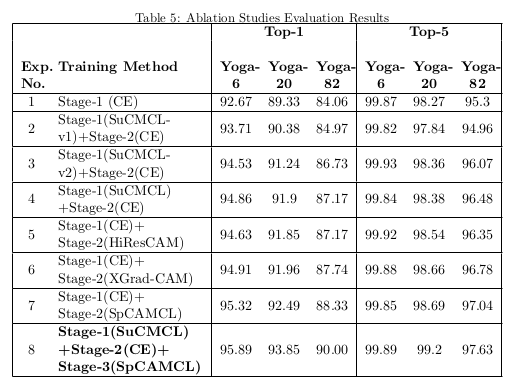 Table 5: Ablation Studies Evaluation Results
Top-1 Top-5
Exp. Training Method Yoga- Yoga- Yoga- Yoga- Yoga- Yoga-
No. 6 20 82 6 20 82
1 Stage-1 (CE) 92.67 89.33 84.06 99.87 98.27 95.3
2 Stage-1(SuCMCL- 93.71 90.38 84.97 99.82 97.84 94.96
v1)+Stage-2(CE)
3 Stage-1(SuCMCL- 94.53 91.24 86.73 99.93 98.36 96.07
v2)+Stage-2(CE)
4 Stage-1(SuCMCL) 94.86 91.9 87.17 99.84 98.38 96.48
+Stage-2(CE)
5 Stage-1(CE)+ 94.63 91.85 87.17 99.92 98.54 96.35
Stage-2(HiResCAM)
6 Stage-1(CE)+ 94.91 91.96 87.74 99.88 98.66 96.78
Stage-2(XGrad-CAM)
7 Stage-1(CE)+ 95.32 92.49 88.33 99.85 98.69 97.04
Stage-2(SpCAMCL)
Stage-1(SuCMCL)
8 +Stage-2(CE)+ 95.89 93.85 90.00 99.89 99.2 97.63
Stage-3(SpCAMCL)